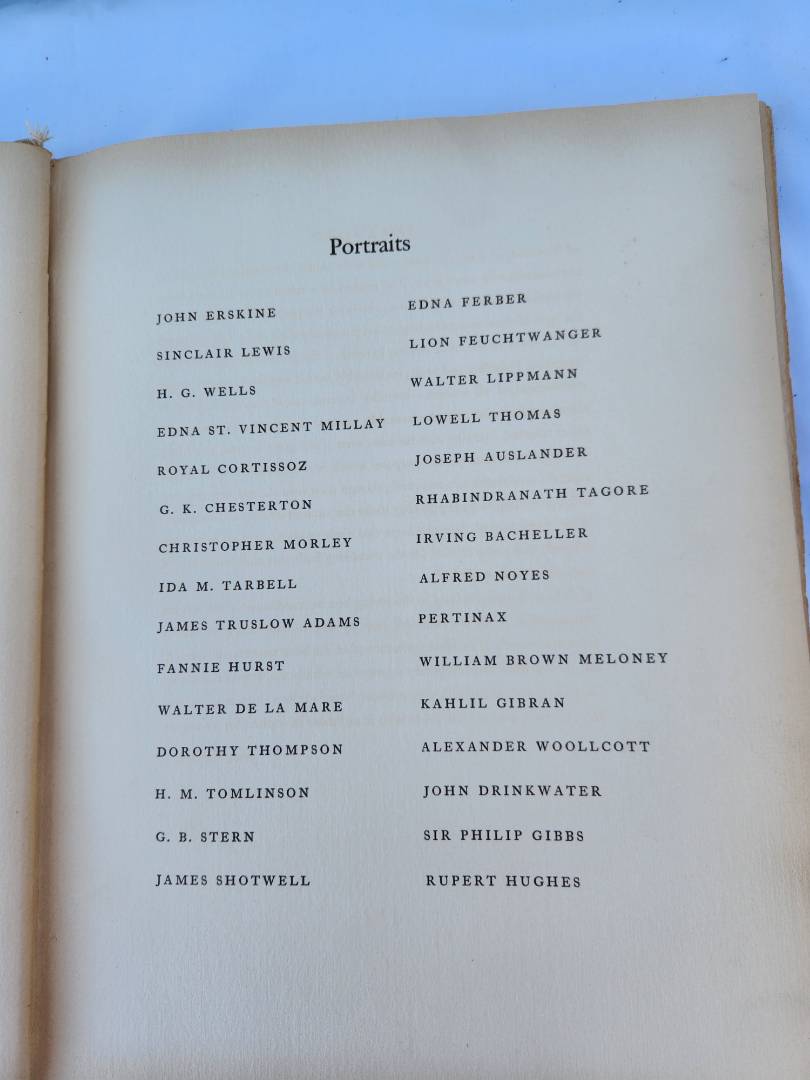 Portraits
JOHN ERSKINE
SINCLAIR LEWIS
H. G. WELLS
EDNA ST. VINCENT MILLAY
ROYAL CORTISSOZ
G. K. CHESTERTON
CHRISTOPHER MORLEY
IDA M. TARBELL
JAMES TRUSLOW ADAMS
FANNIE HURST
WALTER DE LA MARE
DOROTHY THOMPSON
H. M. TOMLINSON
G. B. STERN
JAMES SHOTWELL
EDNA FERBER
LION FEUCHTWANGER
WALTER LIPPMANN
LOWELL THOMAS
JOSEPH AUSLANDER
RHABINDRANATH TAGORE
IRVING BACHELLER
ALFRED NOYES
PERTINAX
WILLIAM BROWN MELONEY
KAHLIL GIBRAN
ALEXANDER WOOLLCOTT
JOHN DRINKWATER
SIR PHILIP GIBBS
RUPERT HUGHES